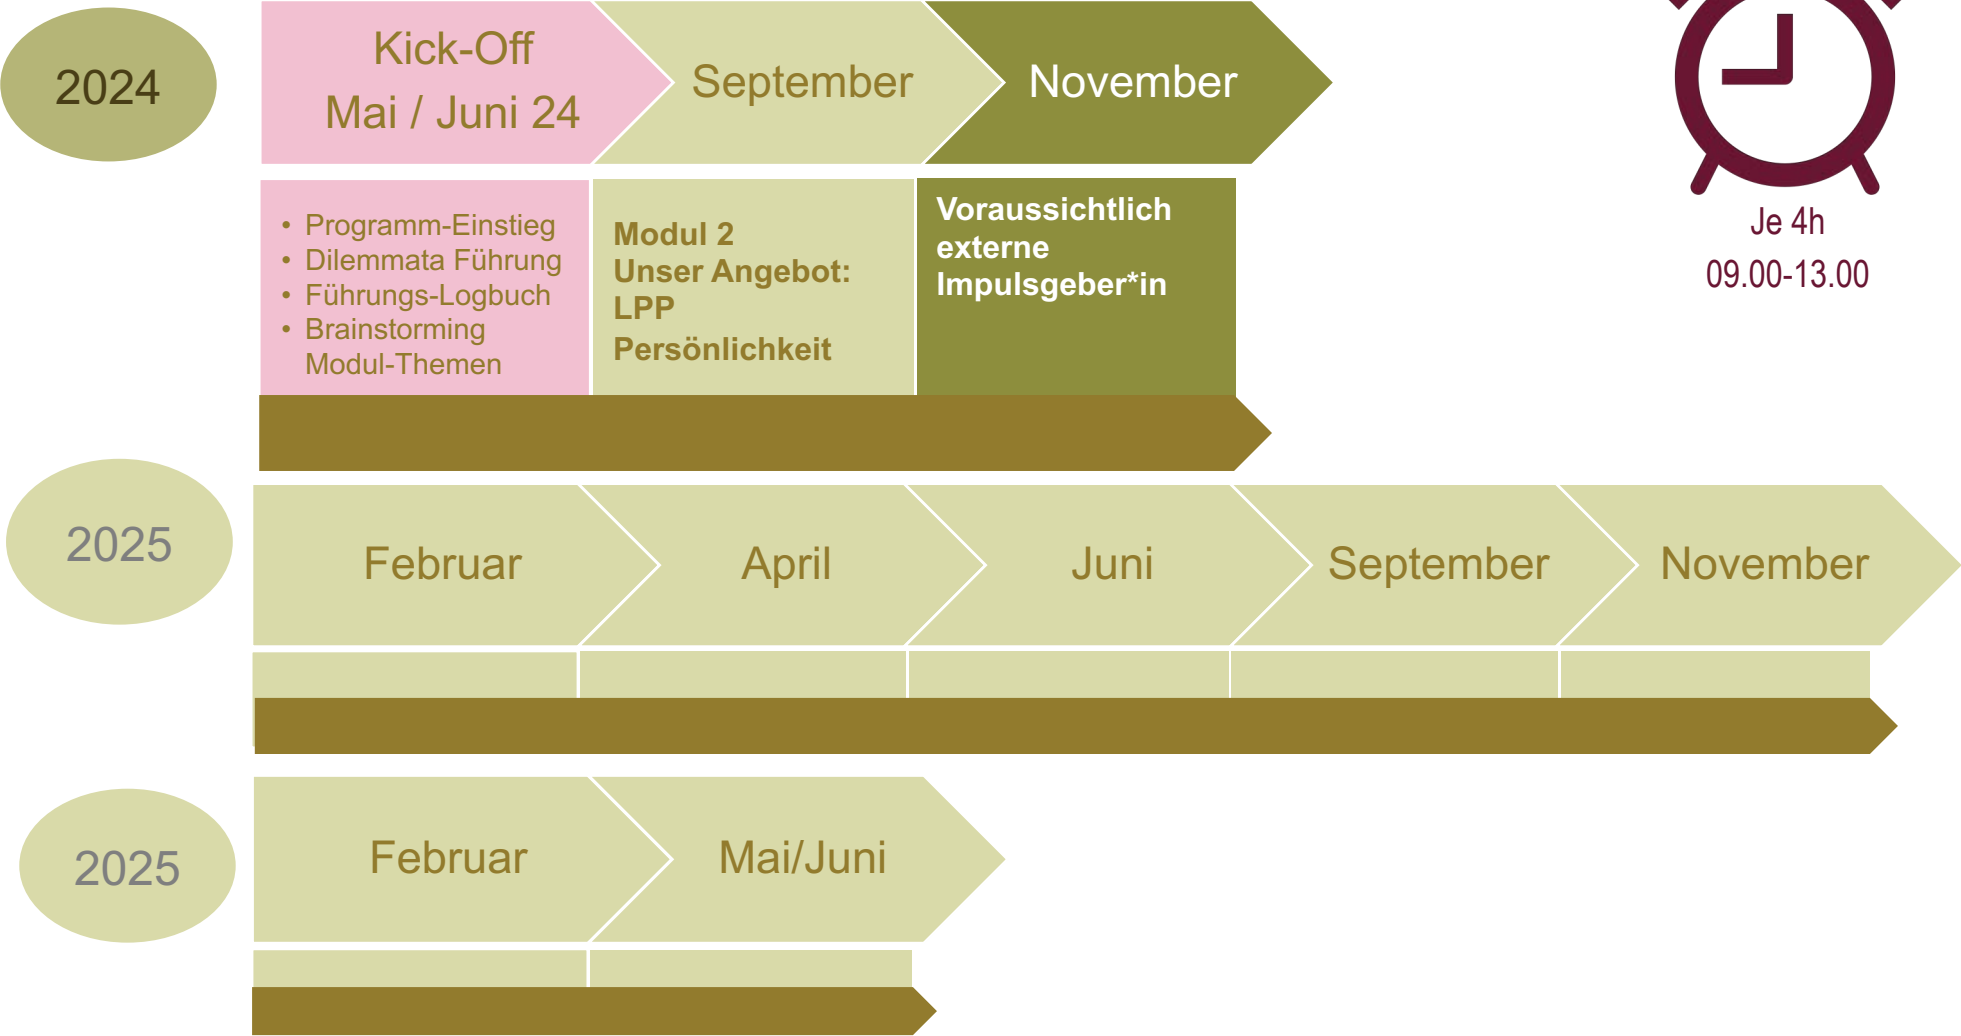 2024
Kick-Off
Mai / Juni 24
September
November
• Programm-Einstieg
• Dilemmata Führung
• Führungs-Logbuch
• Brainstorming
Modul-Themen
Modul 2
Unser Angebot:
LPP
Persönlichkeit
Voraussichtlich
externe
Impulsgeber*in
Je 4h
09.00-13.00
2025
Februar
April
Juni
September
November
2025
Februar
Mai/Juni